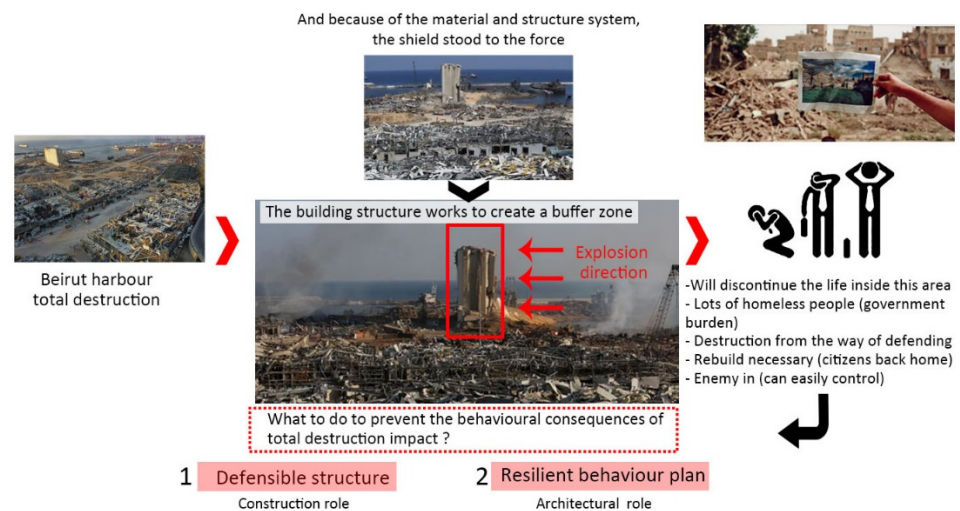 And because of the material and structure system,
the shield stood to the force
The building structure works to create a buffer zone
Explosion
direction
Beirut harbour
total destruction
-Will discontinue the life inside this area
- Lots of homeless people (government
burden)
- Destruction from the way of defending
- Rebuild necessary (citizens back home)
- Enemy in (can easily control)
What to do to prevent the behavioural consequences of
total destruction impact ?
1 Defensible structure
Construction role
2 Resilient behaviour plan
Architectural role